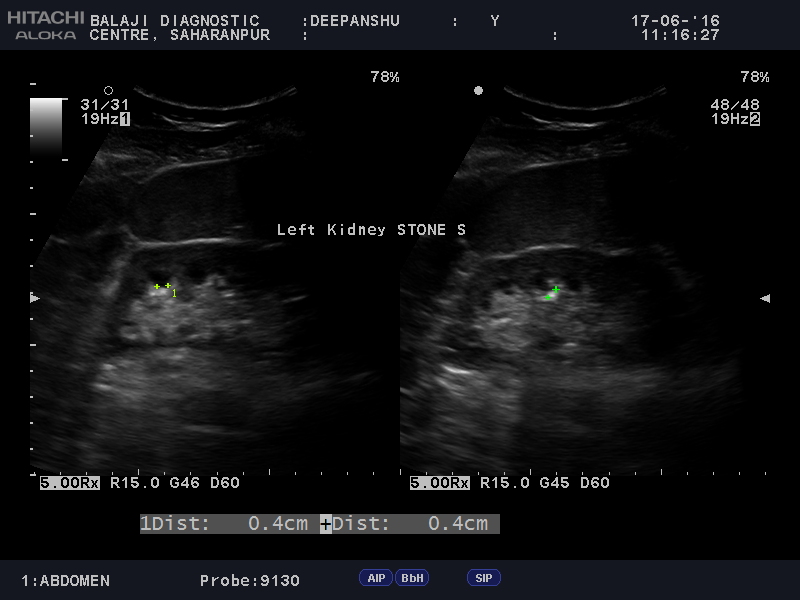 HITACHI ALOKA
BALAJI DIAGNOSTIC :DEEPANSHU : Y 17-06-'16
CENTRE, SAHARANPUR : : 11:16:27
78% 78%
31/31 48/48
19Hz1 19Hz2
Left Kidney STONE S
1
5.00Rx R15.0 G46 D60 5.00Rx R15.0 G45 D60
1Dist: 0.4cm +Dist: 0.4cm
1:ABDOMEN Probe:9130 AIP BbH SIP